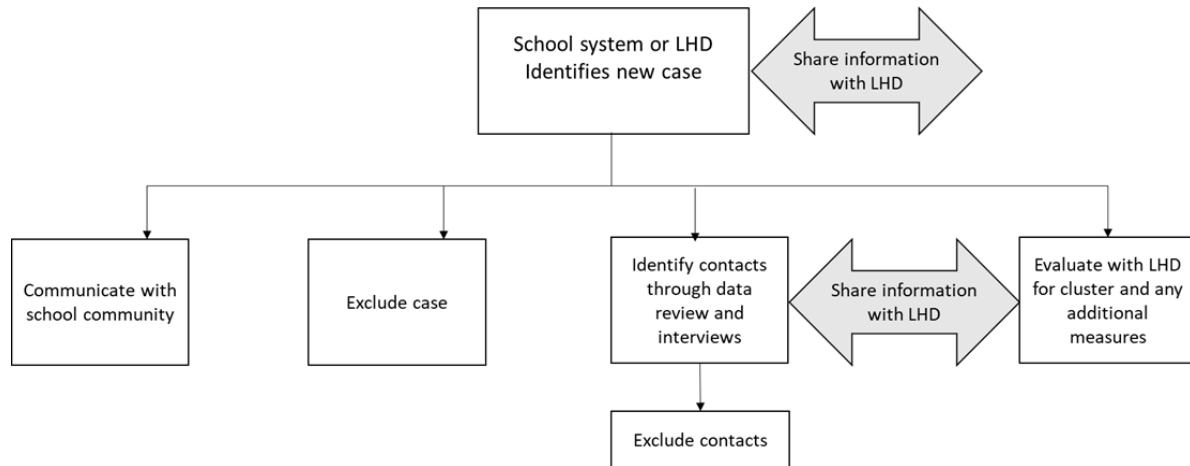 School system or LHD
Identifies new case
Share information
with LHD
Communicate with
school community
Exclude case
Identify contacts
through data
review and
interviews
Share information
with LHD
Evaluate with LHD
for cluster and any
additional
measures
Exclude contacts